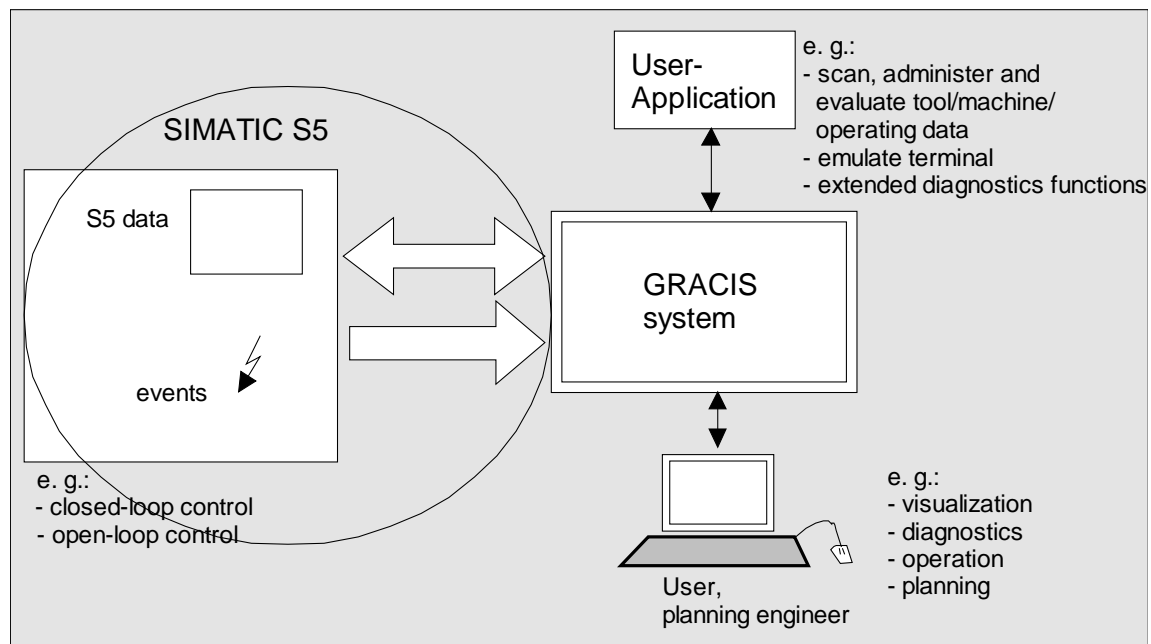 SIMATIC S5
S5 data
events
e. g.:
- closed-loop control
- open-loop control
User-
Application
e. g.:
- scan, administer and
evaluate tool/machine/
operating data
- emulate terminal
- extended diagnostics functions
GRACIS
system
User,
planning engineer
e. g.:
- visualization
- diagnostics
- operation
- planning